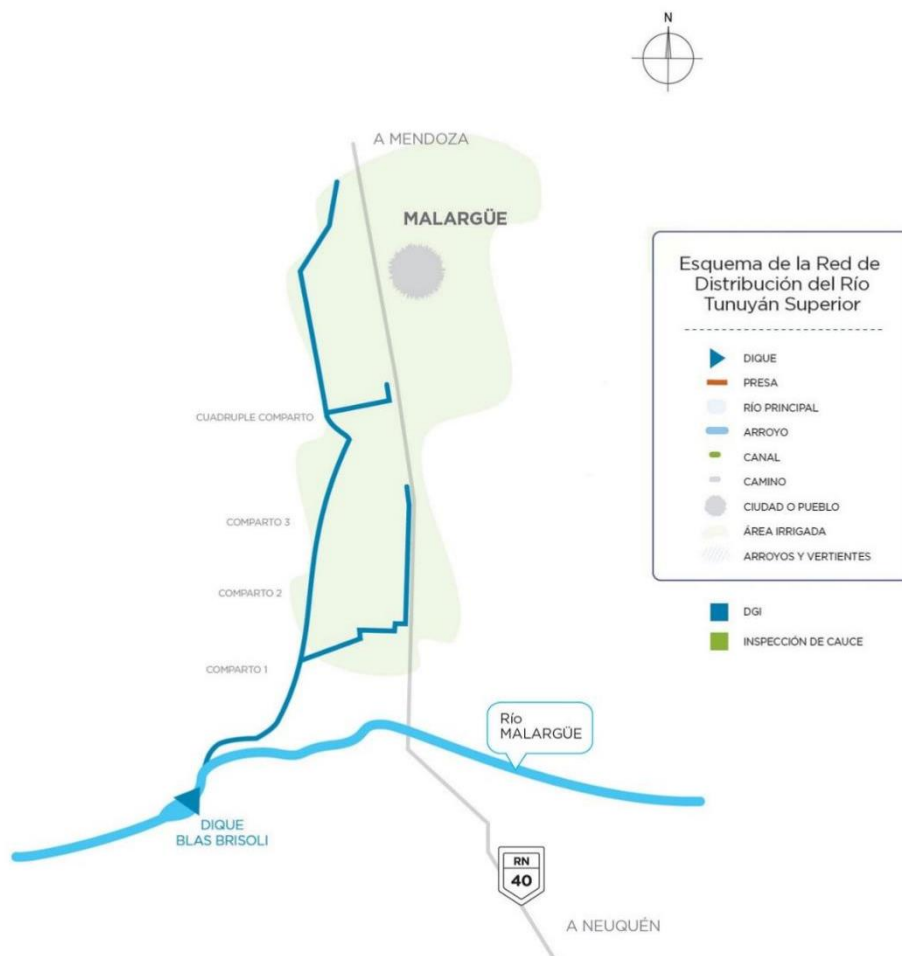 N
A MENDOZA
MALARGÜE
Esquema de la Red de
Distribución del Río
Tunuyán Superior
DIQUE
PRESA
RÍO PRINCIPAL
ARROYO
CANAL
CAMINO
CIUDAD O PUEBLO
ÁREA IRRIGADA
ARROYOS Y VERTIENTES
DGI
INSPECCIÓN DE CAUCE
CUADRUPLE COMPARTO
COMPARTO 3
COMPARTO 2
COMPARTO 1
Río
MALARGÜE
DIQUE
BLAS BRISOLI
RN
40
A NEUQUÉN